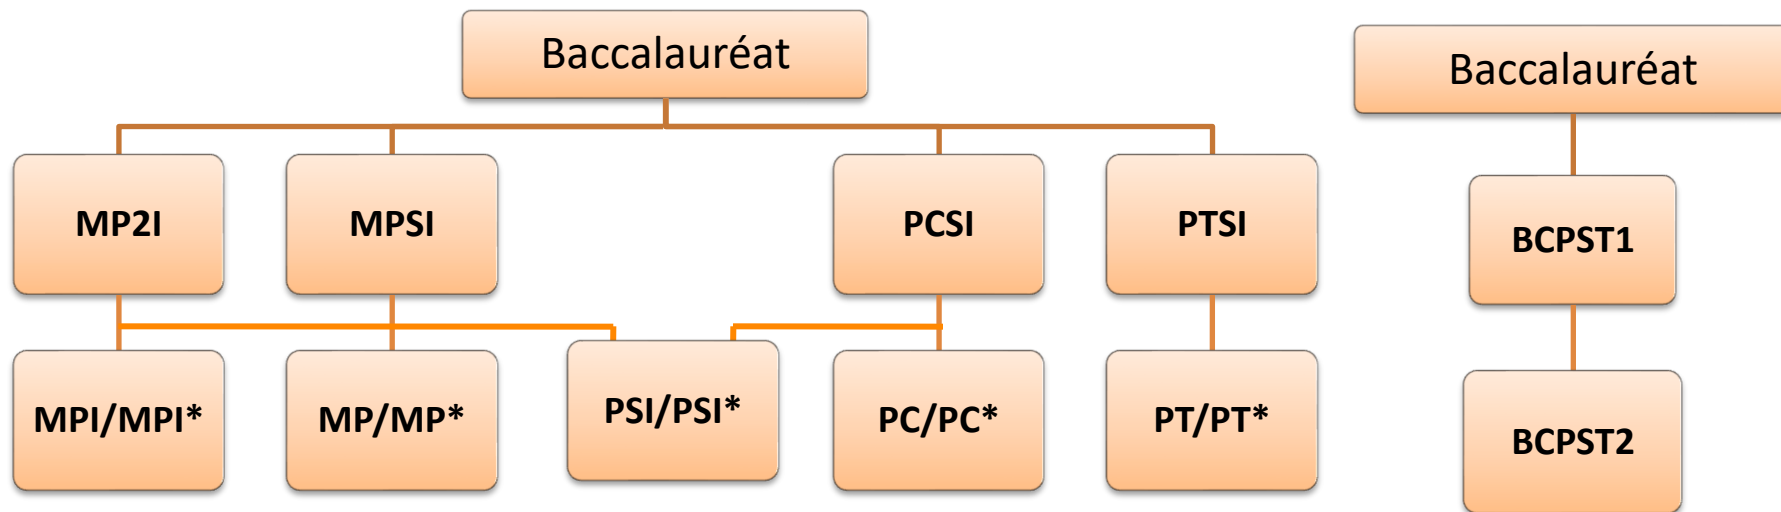 Baccalauréat
MP2I
MPSI
PCSI
PTSI
MPI/MPI*
MP/MP*
PSI/PSI*
PC/PC*
PT/PT*
Baccalauréat
BCPST1
BCPST2